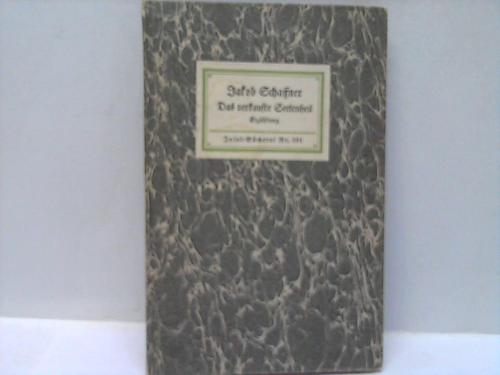 Jakob Schaffner
Das verkaufte Seelenheil
Erzählung
Insel-Bücherei Nr.